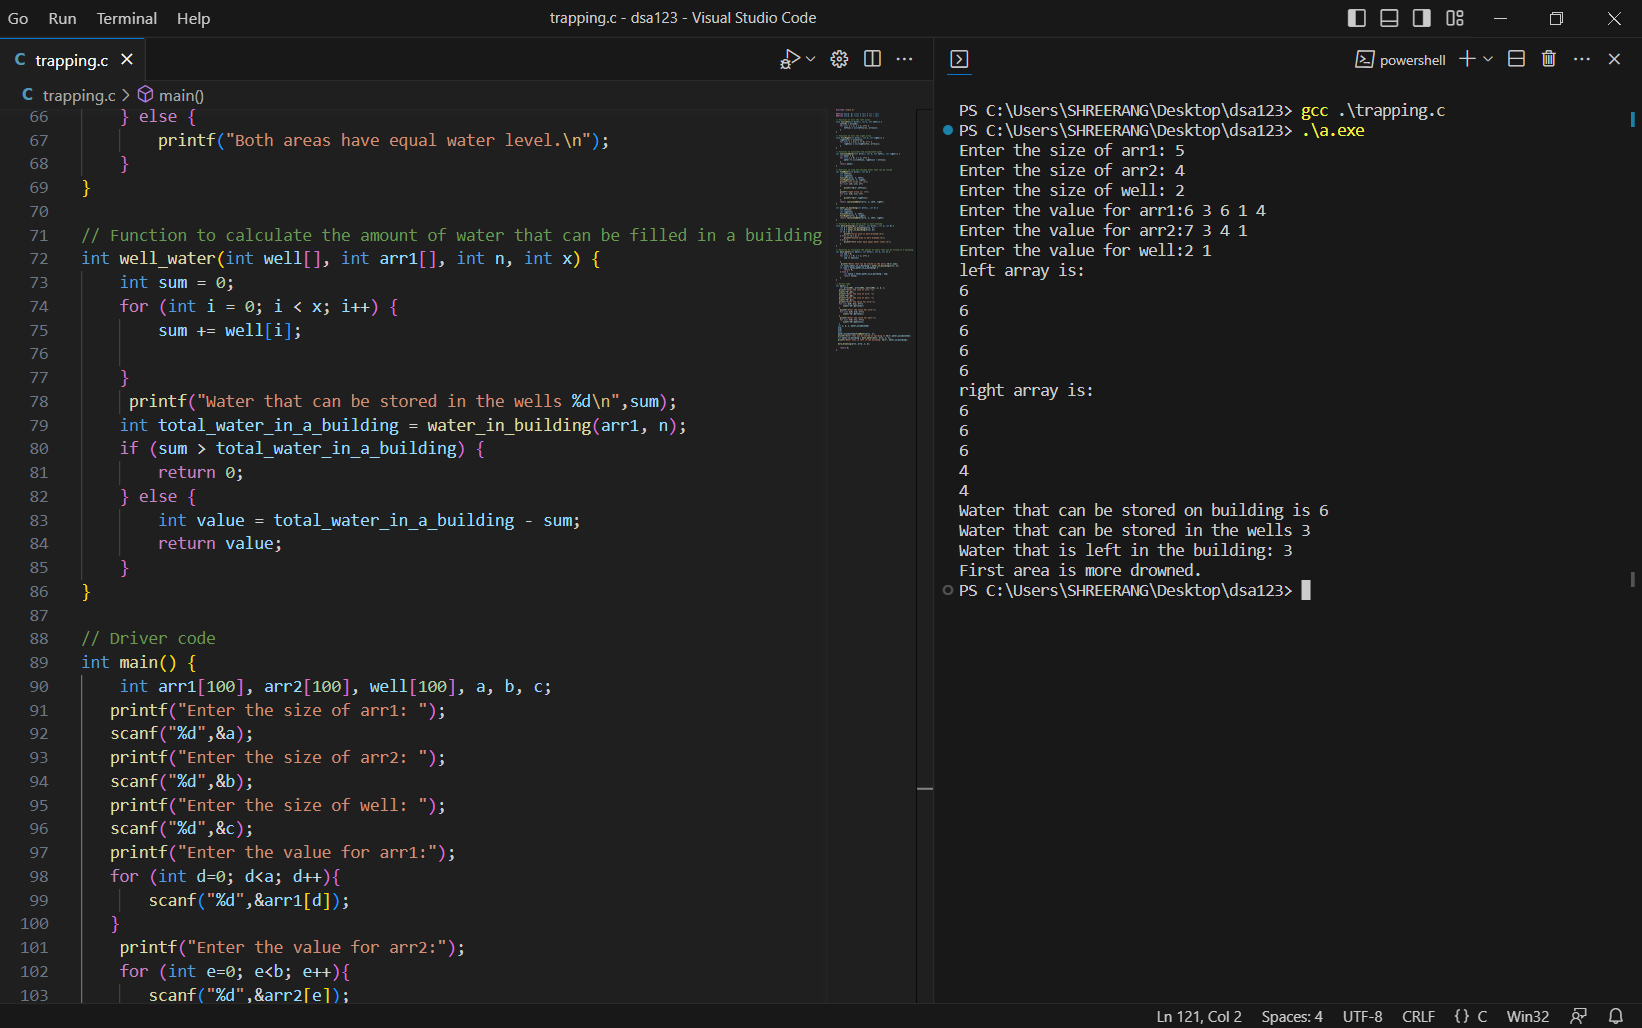 Go Run Terminal Help
trapping.c - dsa123 - Visual Studio Code
C trapping.c
powershell
C trapping.c > main()
66 } else {
67 printf("Both areas have equal water level.\n");
68 }
69 }
70
71 // Function to calculate the amount of water that can be filled in a building
72 int well_water(int well[], int arr1[], int n, int x) {
73 int sum = 0;
74 for (int i = 0; i < x; i++) {
75 sum += well[i];
76
77 }
78 printf("Water that can be stored in the wells %d\n",sum);
79 int total_water_in_a_building = water_in_building(arr1, n);
80 if (sum > total_water_in_a_building) {
81 return 0;
82 } else {
83 int value = total_water_in_a_building - sum;
84 return value;
85 }
86 }
87
88 // Driver code
89 int main() {
90 int arr1[100], arr2[100], well[100], a, b, c;
91 printf("Enter the size of arr1: ");
92 scanf("%d",&a);
93 printf("Enter the size of arr2: ");
94 scanf("%d",&b);
95 printf("Enter the size of well: ");
96 scanf("%d",&c);
97 printf("Enter the value for arr1:");
98 for (int d=0; d<a; d++){
99 scanf("%d",&arr1[d]);
100 }
101 printf("Enter the value for arr2:");
102 for (int e=0; e<b; e++){
103 scanf("%d",&arr2[e]);
PS C:\Users\SHREERANG\Desktop\dsa123> gcc .\trapping.c
PS C:\Users\SHREERANG\Desktop\dsa123> .\a.exe
Enter the size of arr1: 5
Enter the size of arr2: 4
Enter the size of well: 2
Enter the value for arr1:6 3 6 1 4
Enter the value for arr2:7 3 4 1
Enter the value for well:2 1
left array is:
6
6
6
6
6
right array is:
6
6
6
4
4
Water that can be stored on building is 6
Water that can be stored in the wells 3
Water that is left in the building: 3
First area is more drowned.
PS C:\Users\SHREERANG\Desktop\dsa123>
Ln 121, Col 2 Spaces: 4 UTF-8 CRLF {} C Win32